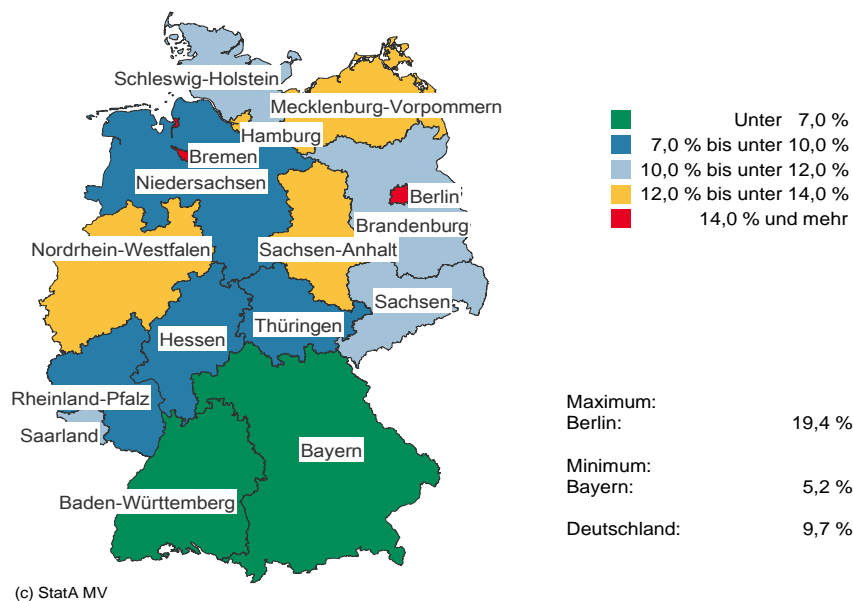 Schleswig-Holstein
Mecklenburg-Vorpommern
Hamburg
Bremen
Niedersachsen
Berlin
Brandenburg
Nordrhein-Westfalen
Sachsen-Anhalt
Sachsen
Thüringen
Hessen
Rheinland-Pfalz
Saarland
Bayern
Baden-Württemberg
Unter 7,0 %
7,0 % bis unter 10,0 %
10,0 % bis unter 12,0 %
12,0 % bis unter 14,0 %
14,0 % und mehr
Maximum:
Berlin: 19,4 %
Minimum:
Bayern: 5,2 %
Deutschland: 9,7 %
(c) StatA MV